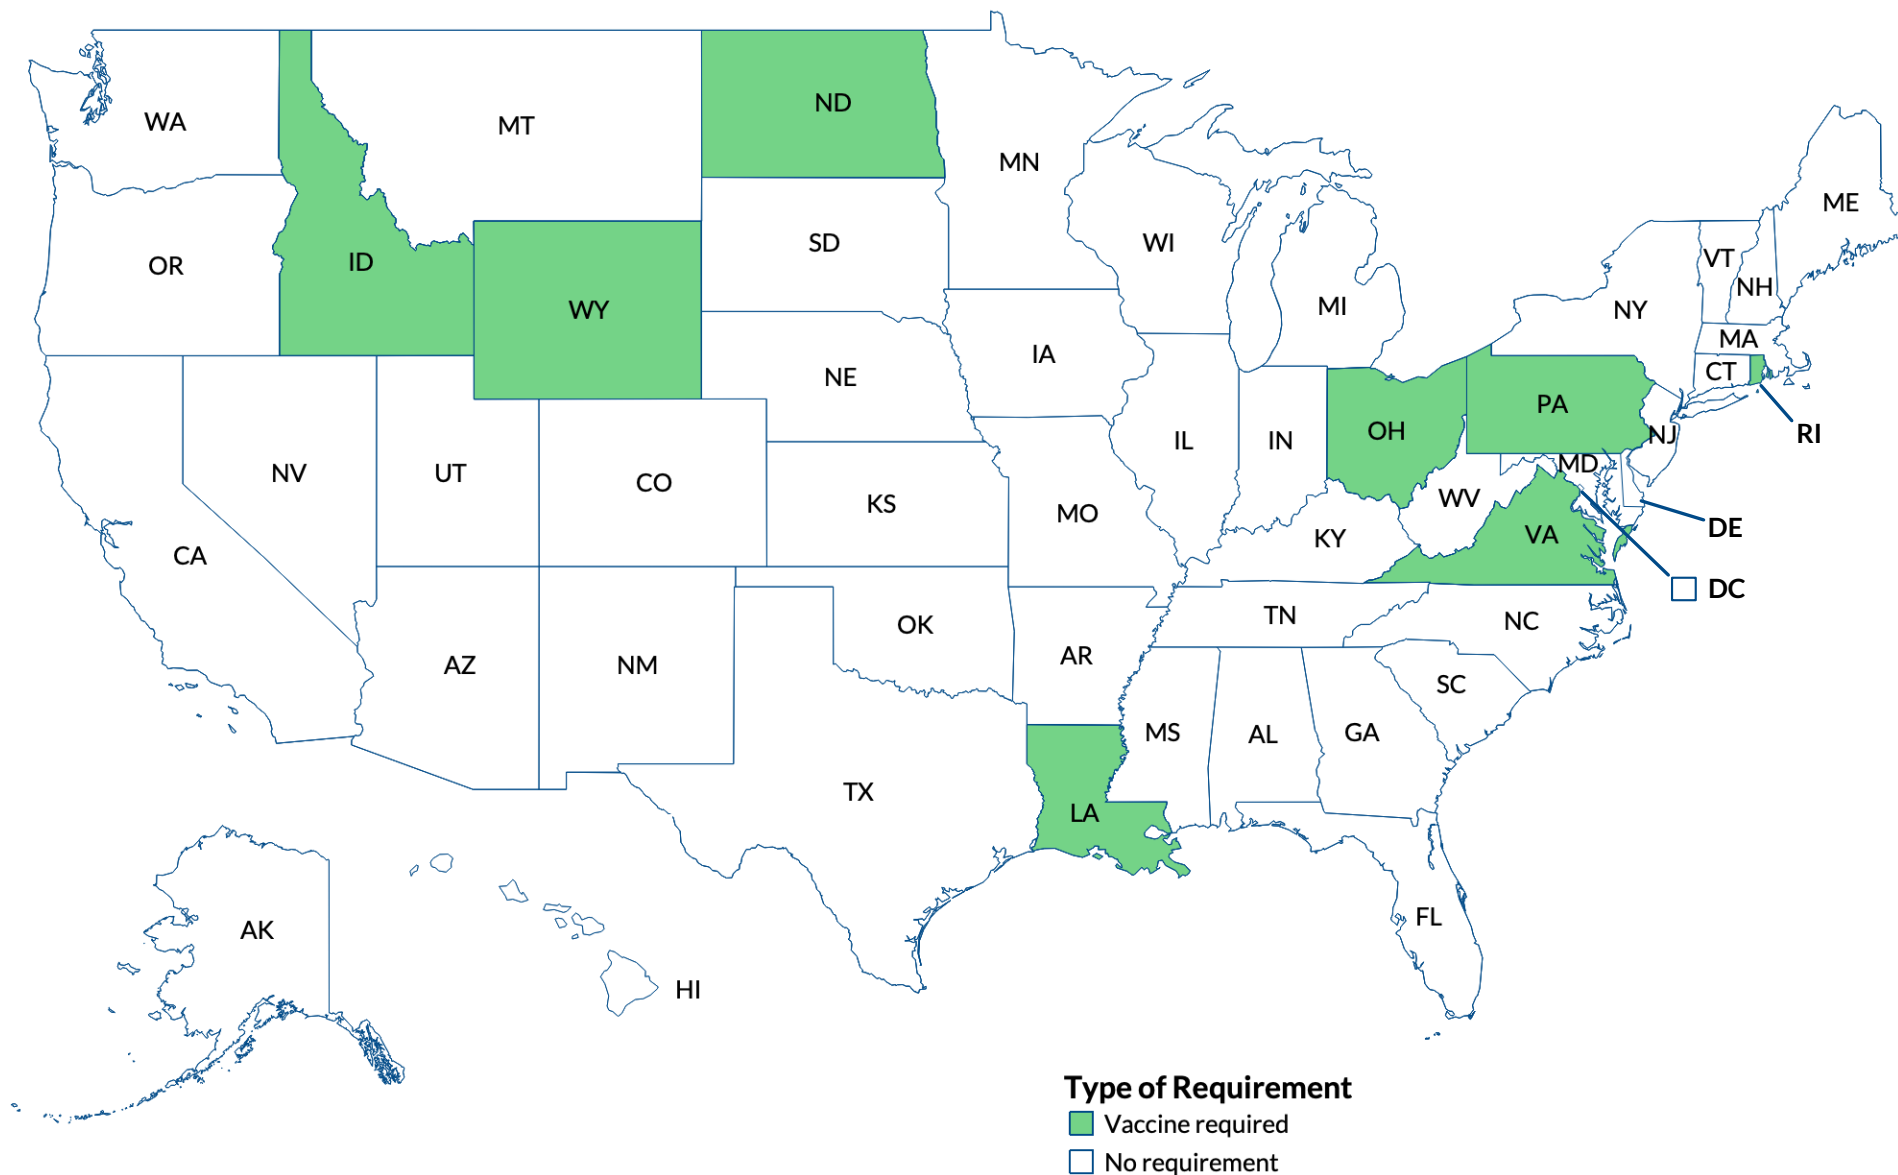 WA
MT
ND
MN
OR
ID
WY
SD
WI
MI
NY
VT
NH
ME
MA
CT
RI
NE
IA
PA
NJ
NV
UT
CO
KS
MO
IL
IN
OH
WV
MD
VA
DE
DC
CA
KY
AZ
NM
OK
AR
TN
NC
SC
TX
LA
MS
AL
GA
FL
AK
HI
Type of Requirement
Vaccine required
No requirement